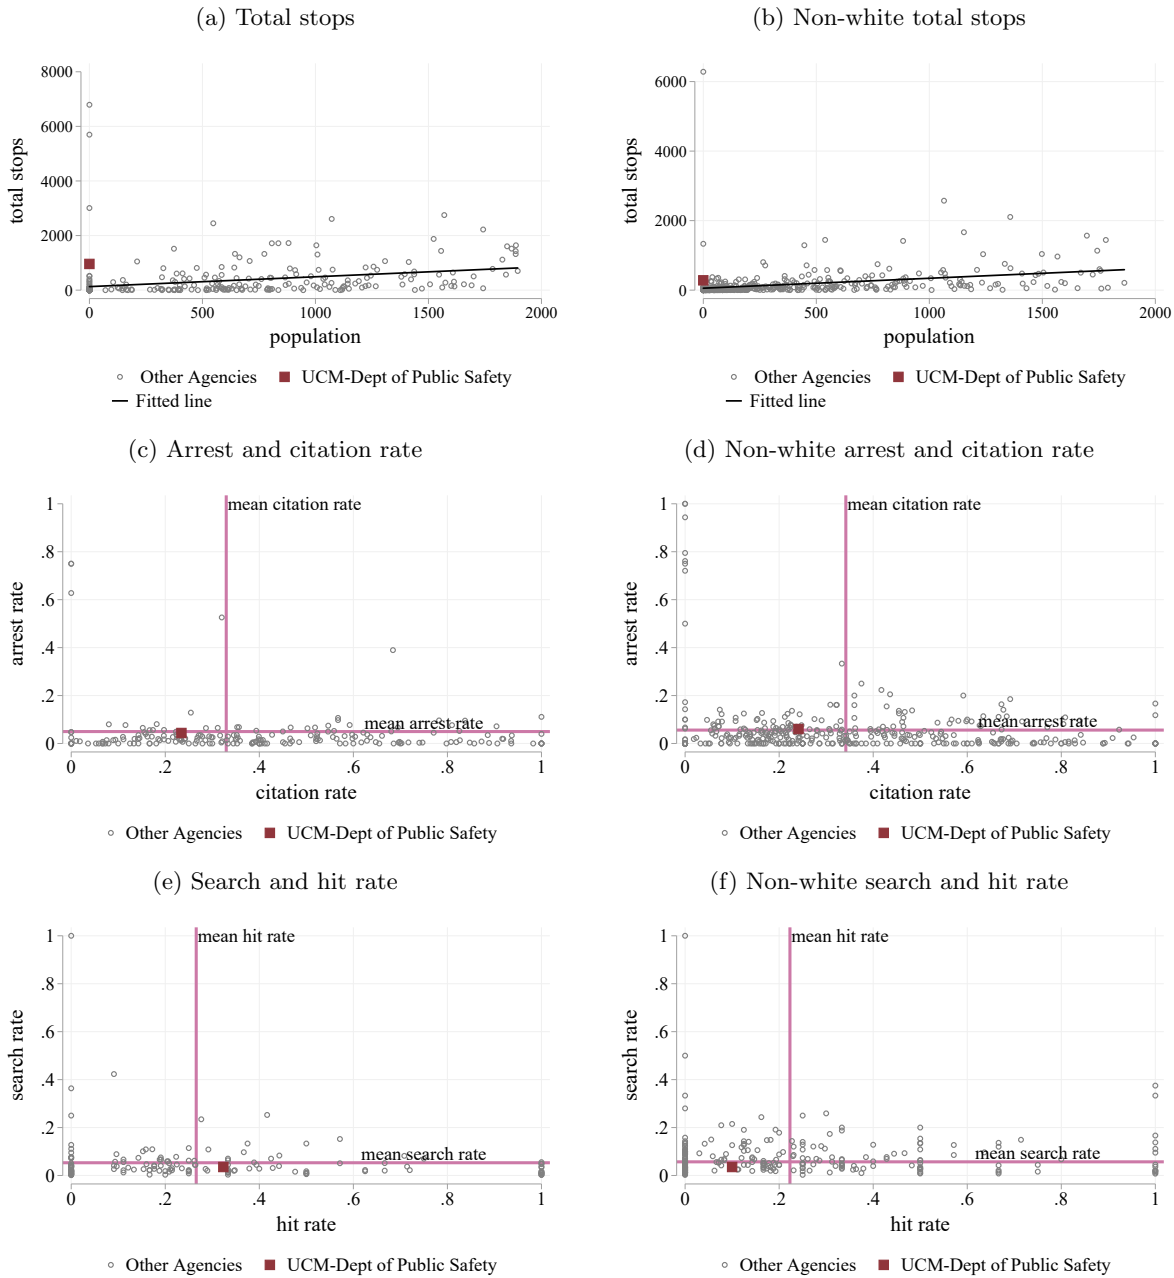 (a) Total stops
(b) Non-white total stops
8000
6000
4000
2000
0
total stops
0
500
1000
1500
2000
population
Other Agencies
UCM-Dept of Public Safety
Fitted line
6000
4000
2000
0
total stops
0
500
1000
1500
2000
population
Other Agencies
UCM-Dept of Public Safety
Fitted line
(c) Arrest and citation rate
(d) Non-white arrest and citation rate
1
.8
.6
.4
.2
0
arrest rate
mean citation rate
mean arrest rate
0
.2
.4
.6
.8
1
citation rate
Other Agencies
UCM-Dept of Public Safety
1
.8
.6
.4
.2
0
arrest rate
mean citation rate
mean arrest rate
0
.2
.4
.6
.8
1
citation rate
Other Agencies
UCM-Dept of Public Safety
(e) Search and hit rate
(f) Non-white search and hit rate
1
.8
.6
.4
.2
0
search rate
mean hit rate
mean search rate
0
.2
.4
.6
.8
1
hit rate
Other Agencies
UCM-Dept of Public Safety
1
.8
.6
.4
.2
0
search rate
mean hit rate
mean search rate
0
.2
.4
.6
.8
1
hit rate
Other Agencies
UCM-Dept of Public Safety